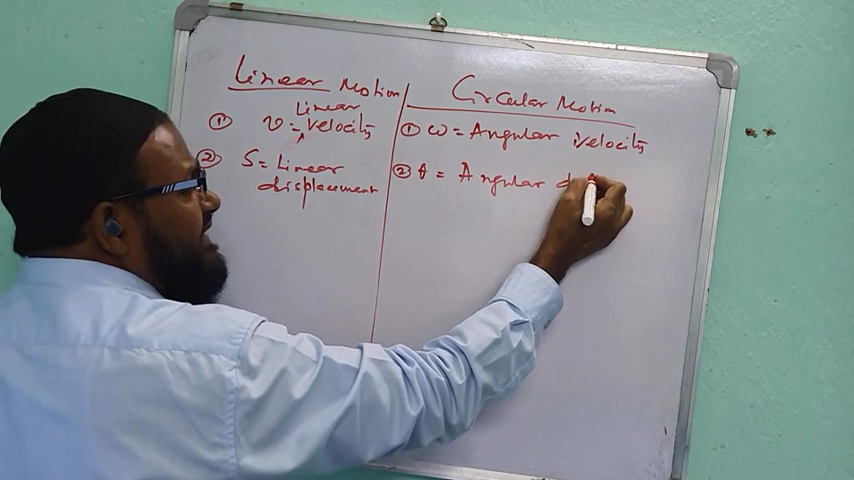 Linear Motion
① v = Linear velocity
② S = Linear
displacement
Circular Motion
① ω = Angular velocity
② θ = Angular d